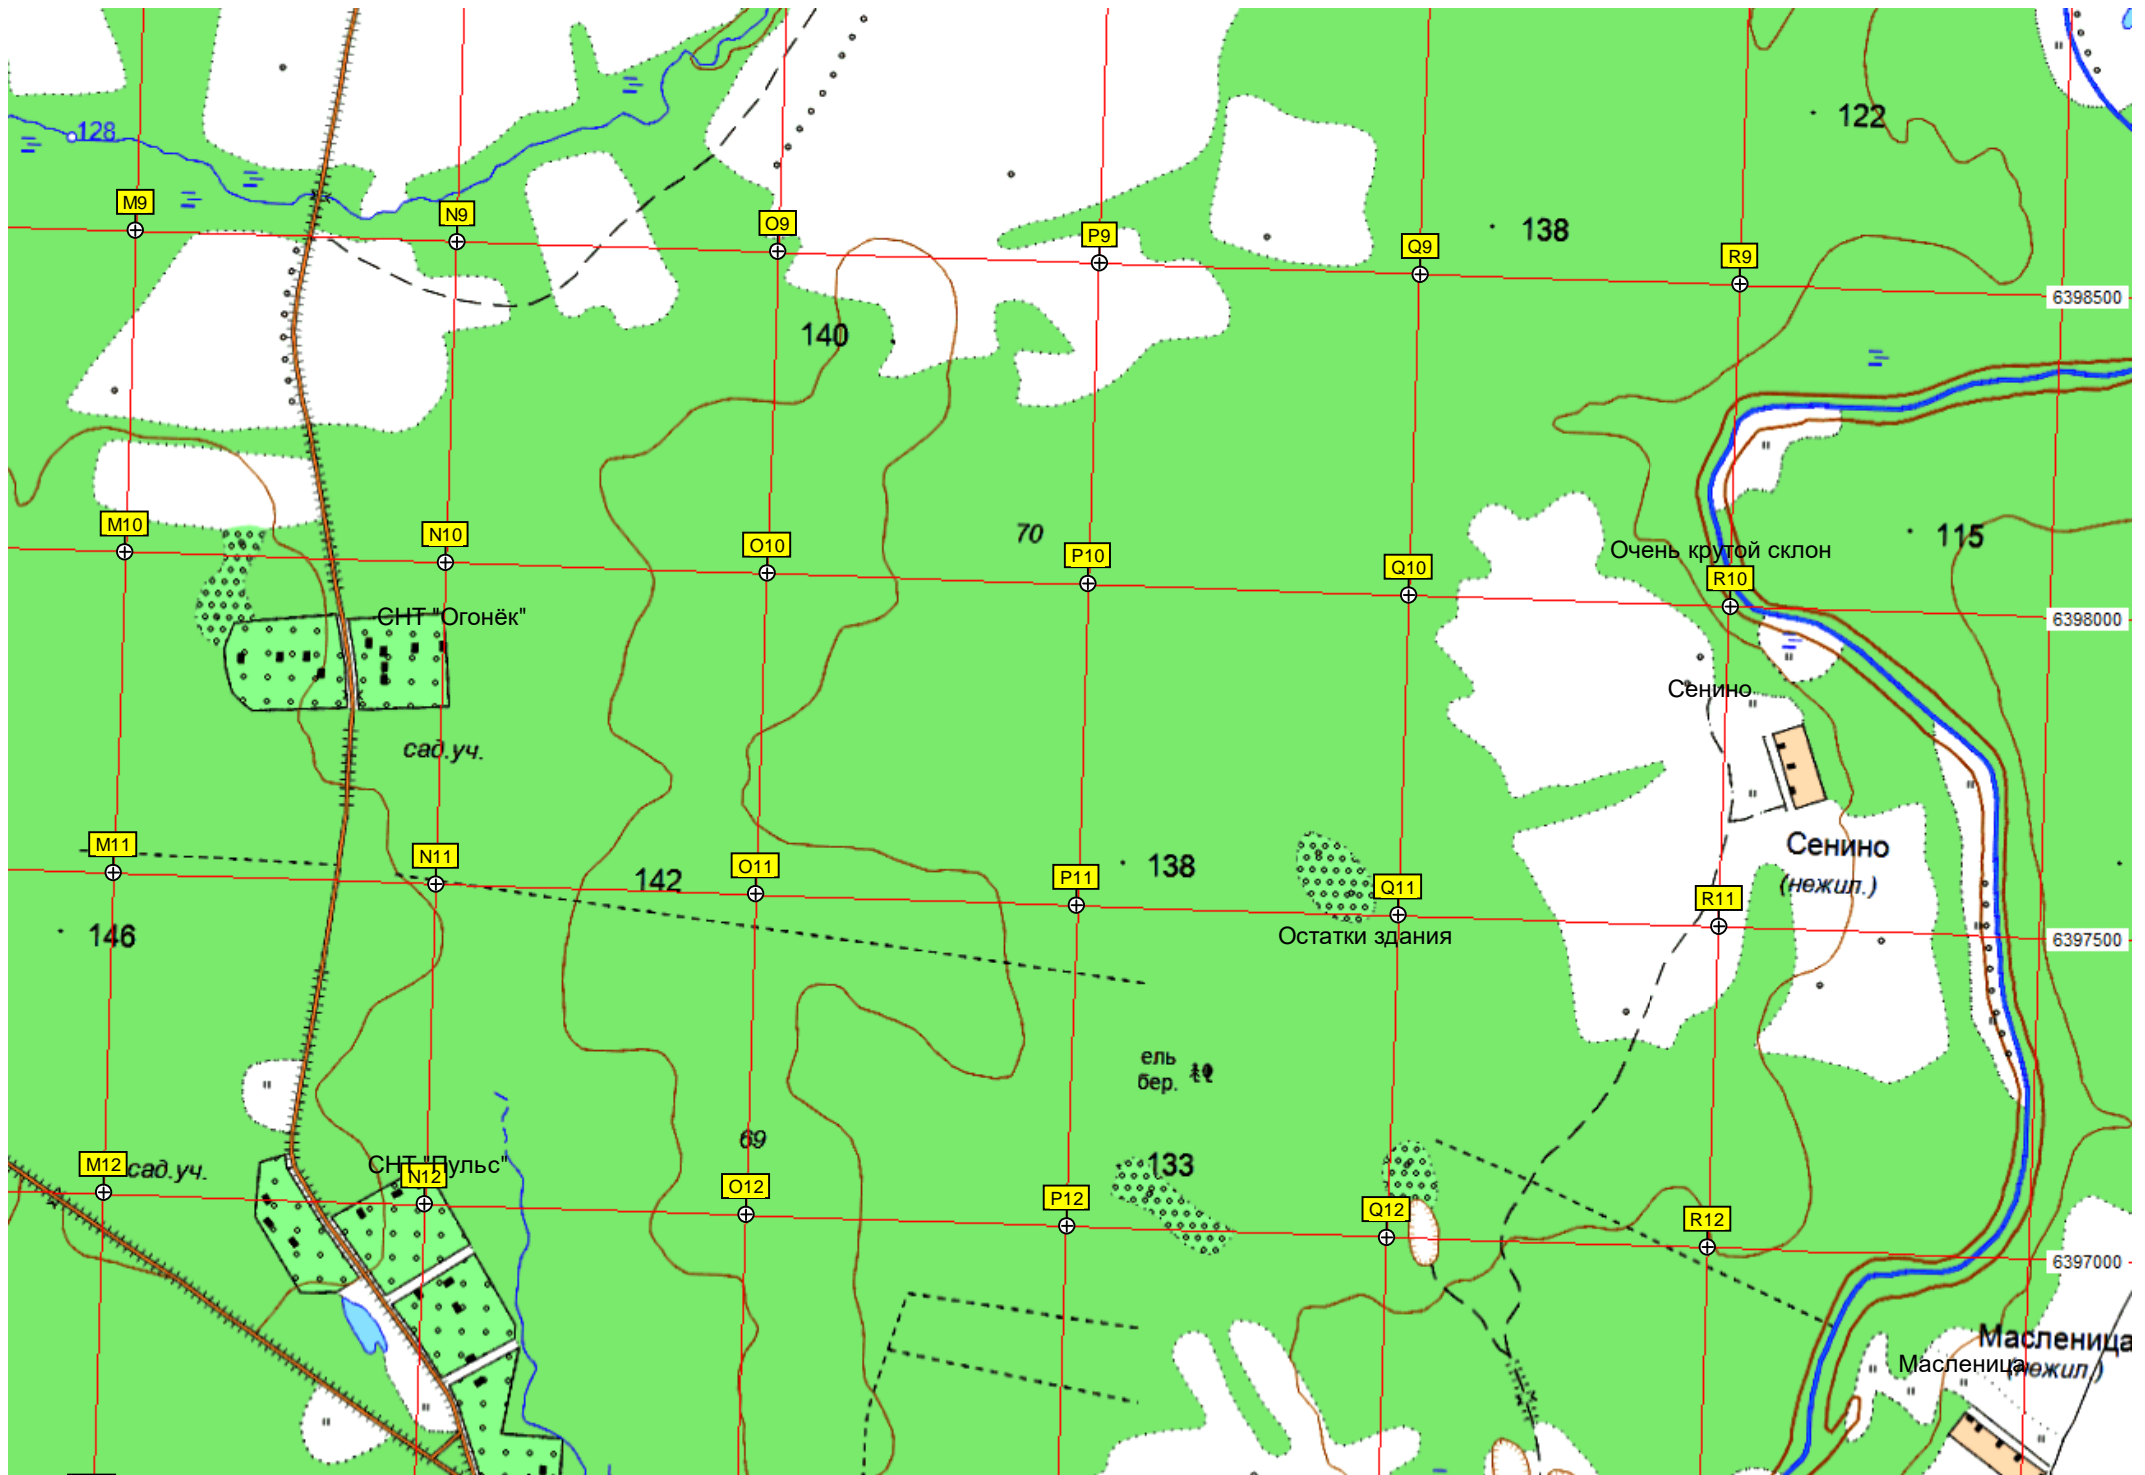 122
128
M9
N9
O9
P9
138
Q9
R9
6398500
140
M10
N10
O10
70
P10
Q10
115
Очень крутой склон
R10
СНТ "Огонёк"
6398000
Сенино
сад.уч.
M11
N11
142
O11
P11
138
Q11
Сенино
(нежил.)
R11
146
Остатки здания
6397500
ель
бер.
69
M12
сад.уч.
СНТ "Пульс"
N12
O12
133
P12
Q12
R12
6397000
Масленица
Масленица
(нежил.)